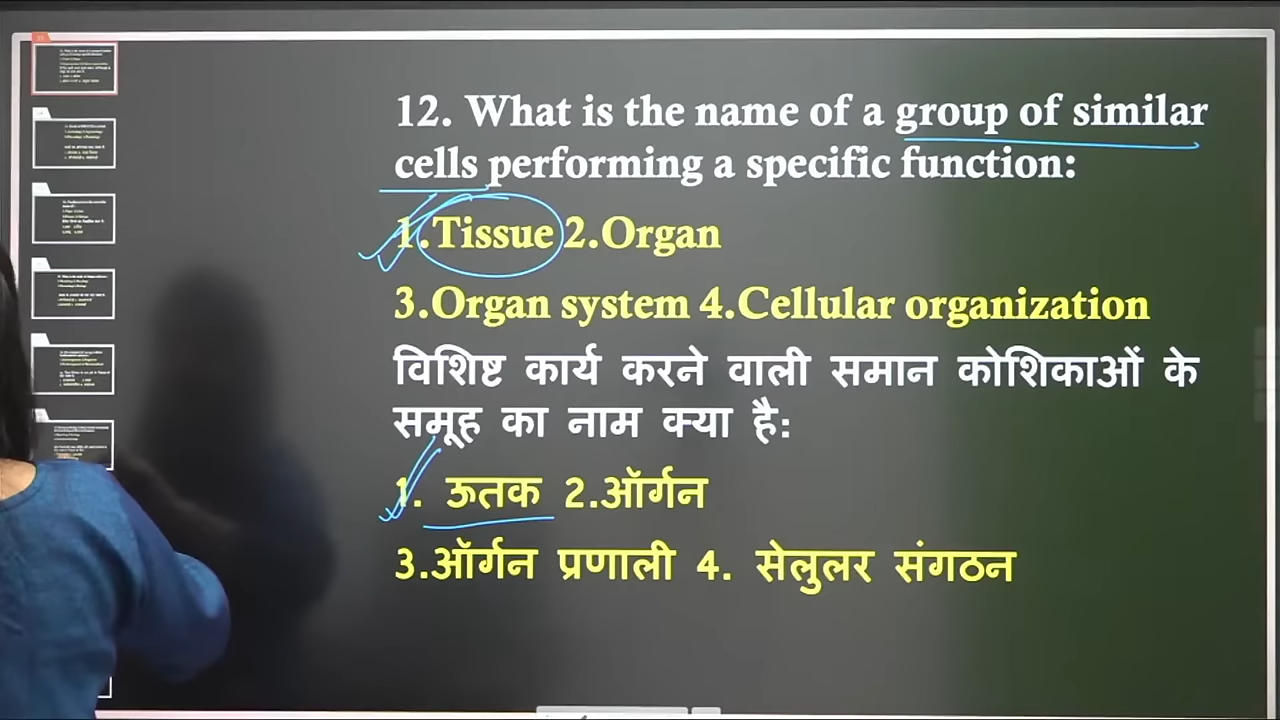 12. What is the name of a group of similar
cells performing a specific function:
1.Tissue 2.Organ
3.Organ system 4.Cellular organization
विशिष्ट कार्य करने वाली समान कोशिकाओं के
समूह का नाम क्या है:
1. ऊतक 2.ऑर्गन
3.ऑर्गन प्रणाली 4. सेलुलर संगठन